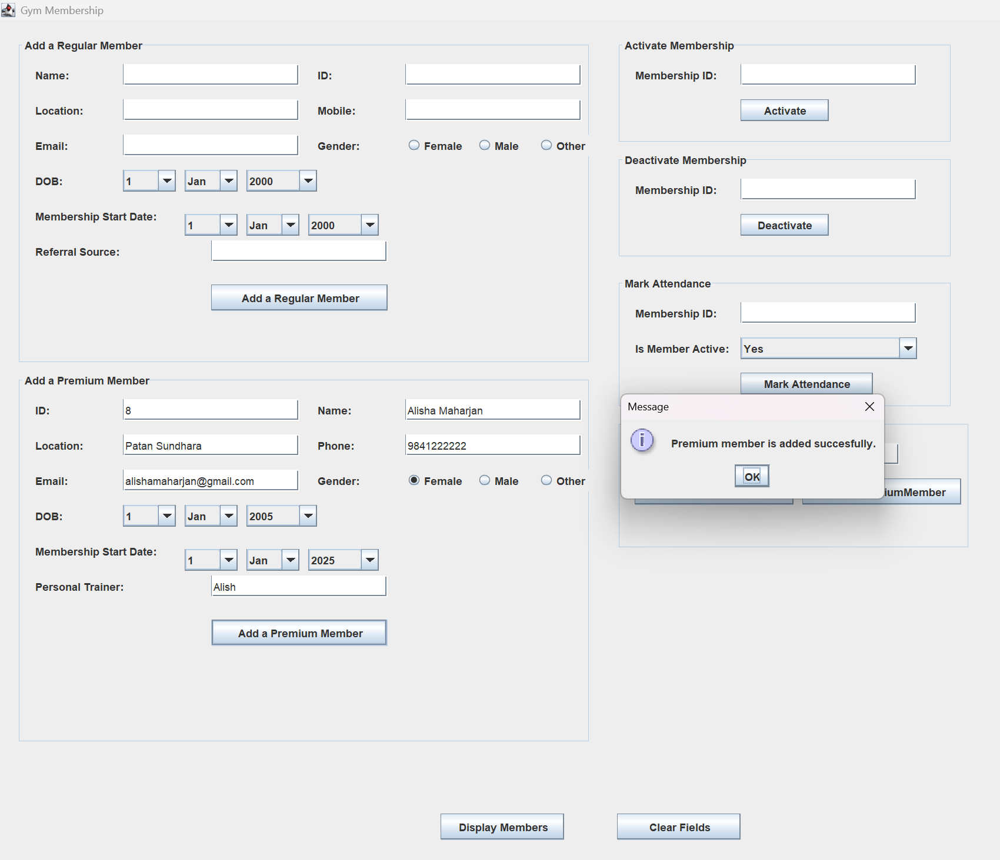 Gym Membership
Add a Regular Member
Name: ID:
Location: Mobile:
Email: Gender: Female Male Other
DOB: 1 Jan 2000
Membership Start Date: 1 Jan 2000
Referral Source:
Add a Regular Member
Add a Premium Member
ID: 8 Name: Alisha Maharjan
Location: Patan Sundhara Phone: 9841222222
Email: alishamaharjan@gmail.com Gender: Female Male Other
DOB: 1 Jan 2005
Membership Start Date: 1 Jan 2025
Personal Trainer: Alish
Add a Premium Member
Activate Membership
Membership ID:
Activate
Deactivate Membership
Membership ID:
Deactivate
Mark Attendance
Membership ID:
Is Member Active: Yes
Mark Attendance
Message
Premium member is added succesfully.
OK
iumMember
Display Members Clear Fields